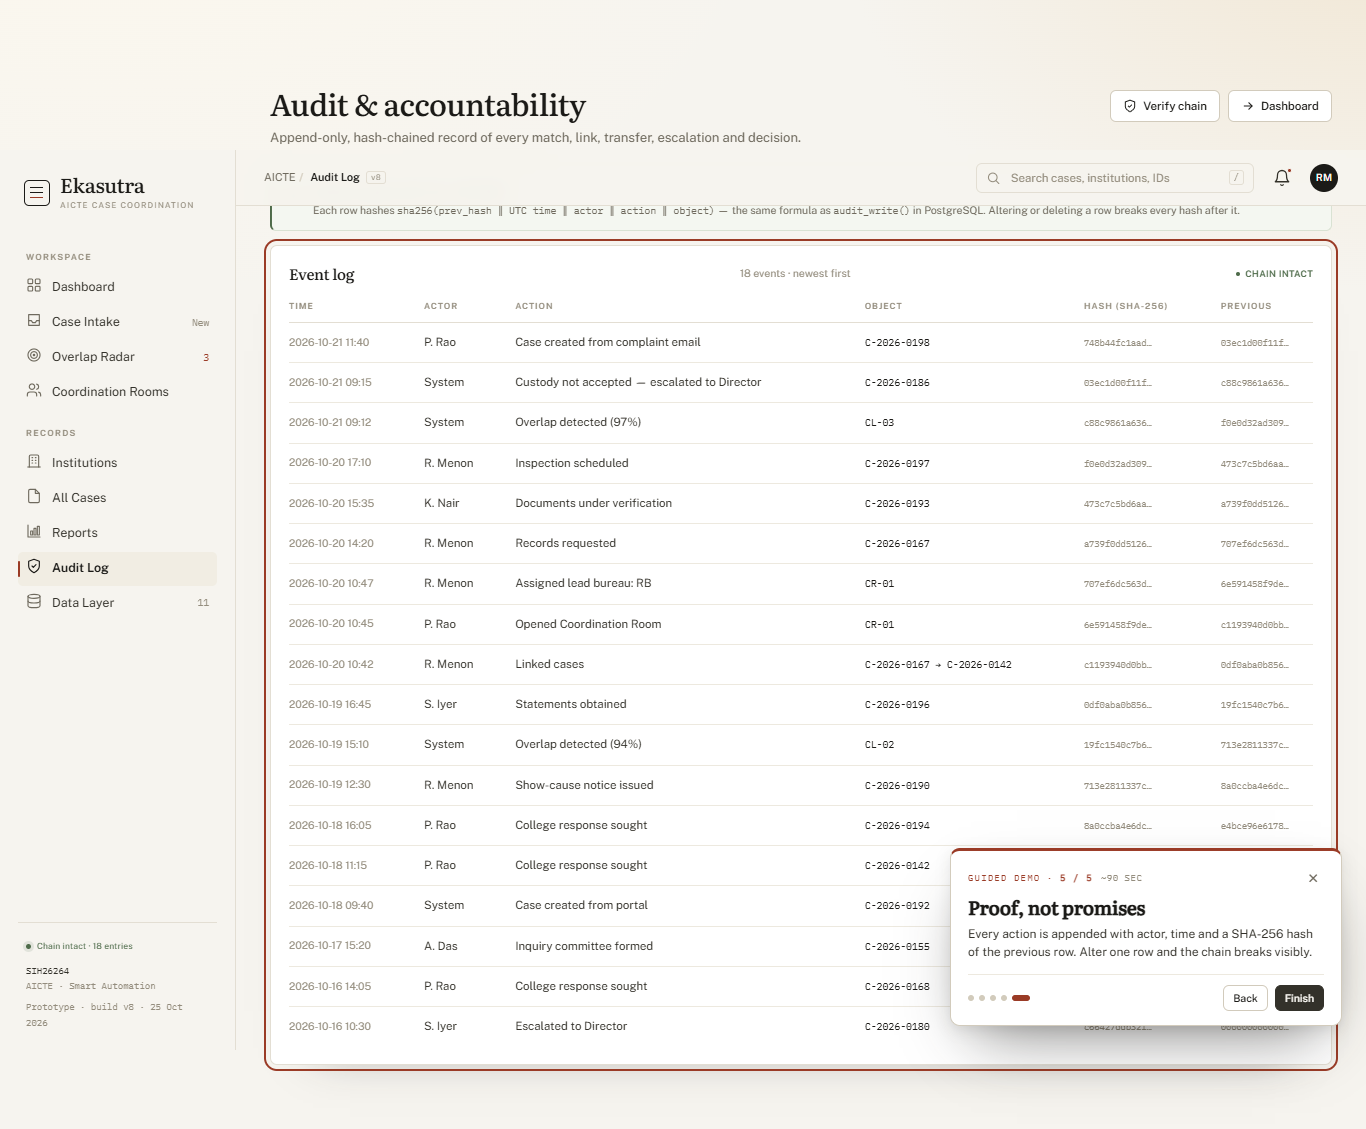 Audit & accountability
Verify chain
Dashboard
Append-only, hash-chained record of every match, link, transfer, escalation and decision.
Ekasutra
AICTE CASE COORDINATION
AICTE / Audit Log v8
Search cases, institutions, IDs /
RM
Each row hashes sha256(prev_hash ‖ UTC time ‖ actor ‖ action ‖ object) — the same formula as audit_write() in PostgreSQL. Altering or deleting a row breaks every hash after it.
WORKSPACE
Dashboard
Case Intake New
Overlap Radar 3
Coordination Rooms
RECORDS
Institutions
All Cases
Reports
Audit Log
Data Layer 11
Chain intact · 18 entries
SIH26264
AICTE · Smart Automation
Prototype · build v8 · 25 Oct
2026
Event log 18 events · newest first CHAIN INTACT
TIME ACTOR ACTION OBJECT HASH (SHA-256) PREVIOUS
2026-10-21 11:40 P. Rao Case created from complaint email C-2026-0198 748b44fc1aad… 03ec1d00f11f…
2026-10-21 09:15 System Custody not accepted — escalated to Director C-2026-0186 03ec1d00f11f… c88c9861a636…
2026-10-21 09:12 System Overlap detected (97%) CL-03 c88c9861a636… f0e0d32ad309…
2026-10-20 17:10 R. Menon Inspection scheduled C-2026-0197 f0e0d32ad309… 473c7c5bd6aa…
2026-10-20 15:35 K. Nair Documents under verification C-2026-0193 473c7c5bd6aa… a739f0dd5126…
2026-10-20 14:20 R. Menon Records requested C-2026-0167 a739f0dd5126… 707ef6dc563d…
2026-10-20 10:47 R. Menon Assigned lead bureau: RB CR-01 707ef6dc563d… 6e591458f9de…
2026-10-20 10:45 P. Rao Opened Coordination Room CR-01 6e591458f9de… c1193940d0bb…
2026-10-20 10:42 R. Menon Linked cases C-2026-0167 → C-2026-0142 c1193940d0bb… 0df0aba0b856…
2026-10-19 16:45 S. Iyer Statements obtained C-2026-0196 0df0aba0b856… 19fc1540c7b6…
2026-10-19 15:10 System Overlap detected (94%) CL-02 19fc1540c7b6… 713e2811337c…
2026-10-19 12:30 R. Menon Show-cause notice issued C-2026-0190 713e2811337c… 8a0ccba4e6dc…
2026-10-18 16:05 P. Rao College response sought C-2026-0194 8a0ccba4e6dc… e4bce96e6178…
2026-10-18 11:15 P. Rao College response sought C-2026-0142
2026-10-18 09:40 System Case created from portal C-2026-0192
2026-10-17 15:20 A. Das Inquiry committee formed C-2026-0155
2026-10-16 14:05 P. Rao College response sought C-2026-0168
2026-10-16 10:30 S. Iyer Escalated to Director C-2026-0180
GUIDED DEMO · 5 / 5 ~90 SEC
Proof, not promises
Every action is appended with actor, time and a SHA-256 hash
of the previous row. Alter one row and the chain breaks visibly.
Back
Finish